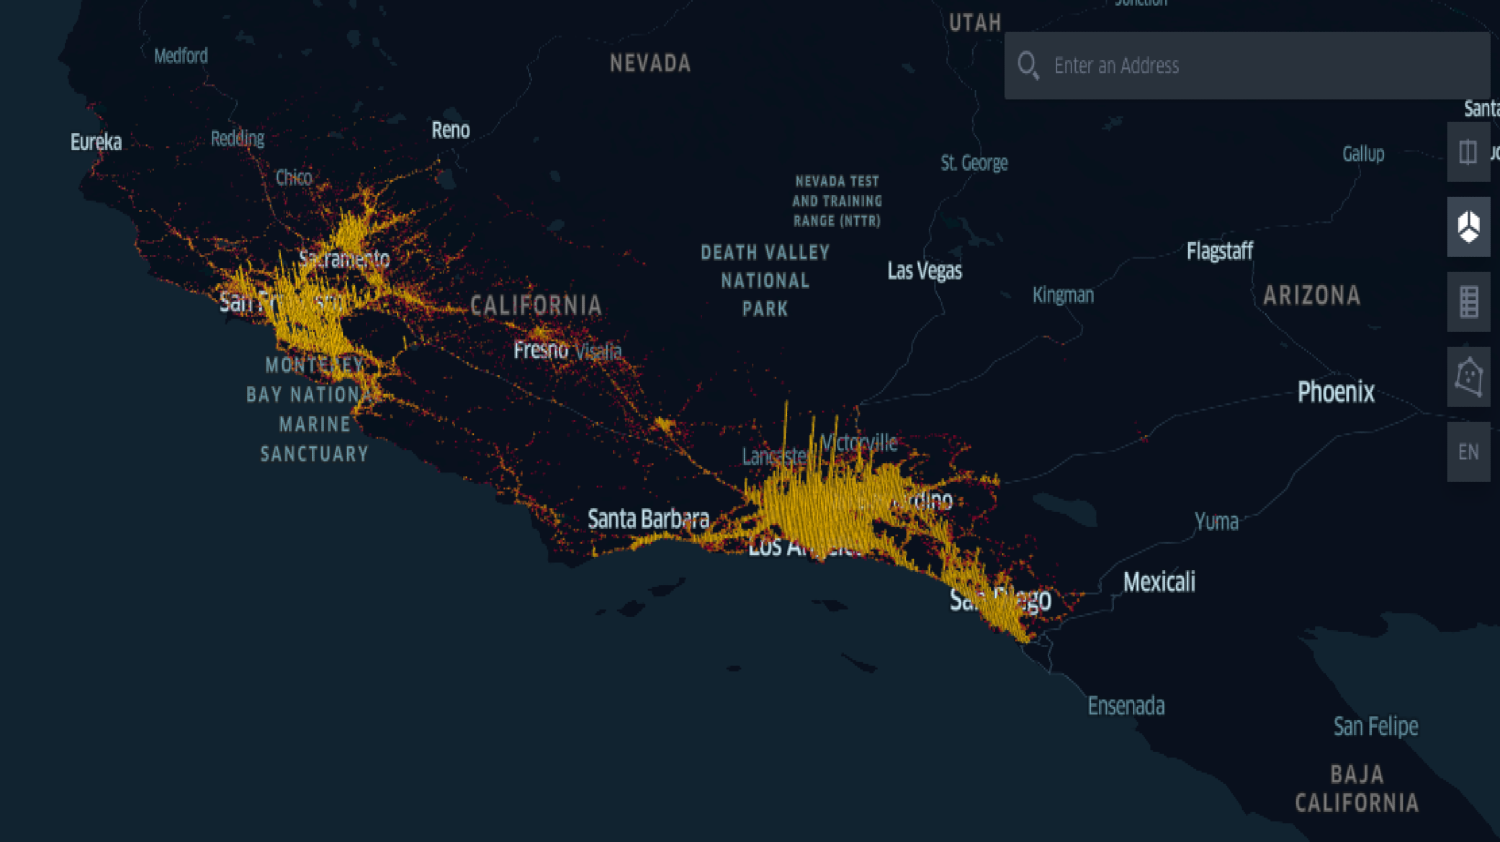 Junction
UTAH
Medford
NEVADA
Enter an Address
Santa
Reno
Eureka
Redding
Gallup
St. George
Chico
NEVADA TEST
AND TRAINING
RANGE (NTTR)
Flagstaff
DEATH VALLEY
NATIONAL
PARK
Sacramento
Las Vegas
Kingman
ARIZONA
San Francisco
CALIFORNIA
Fresno
Visalia
MONTEREY
BAY NATIONAL
MARINE
SANCTUARY
Phoenix
Victorville
Lancaster
EN
Santa Barbara
Los Angeles
Yuma
Mexicali
San Diego
Ensenada
San Felipe
BAJA
CALIFORNIA